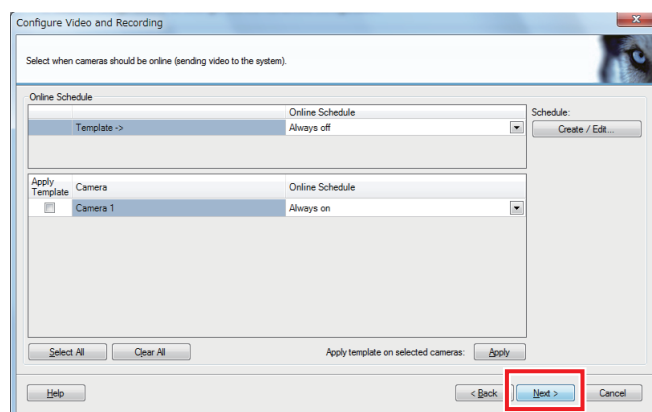 Configure Video and Recording
x
Select when cameras should be online (sending video to the system).
Online Schedule
Online Schedule
Schedule:
Template ->
Always off
Create / Edit...
Apply
Template
Camera
Online Schedule
Camera 1
Always on
Select All
Clear All
Apply template on selected cameras:
Apply
Help
< Back
Next >
Cancel